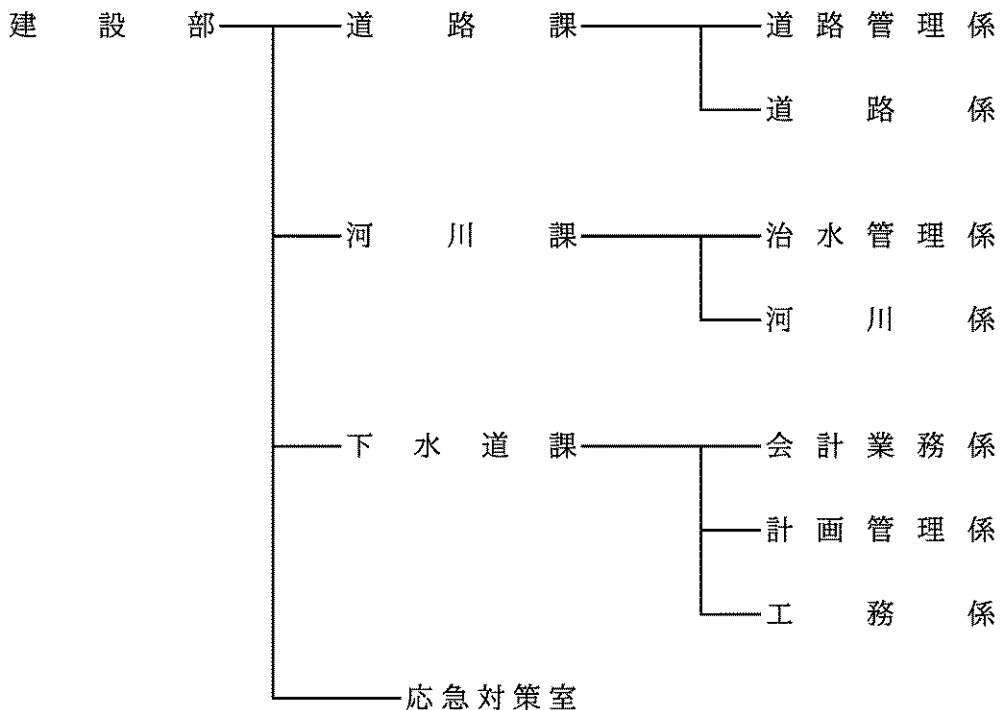 建設部 道路課 道路管理係
道路係
河川課 治水管理係
河川係
下水道課 会計業務係
計画管理係
工務係
応急対策室